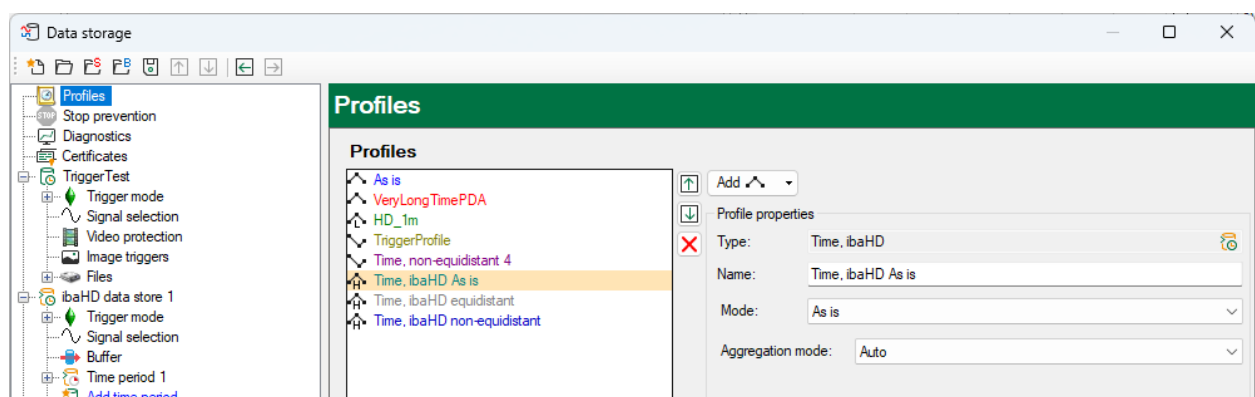 Data storage
Profiles
Stop prevention
Diagnostics
Certificates
TriggerTest
Trigger mode
Signal selection
Video protection
Image triggers
Files
ibaHD data store 1
Trigger mode
Signal selection
Buffer
Time period 1
Add time period
Profiles
Profiles
As is
VeryLongTimePDA
HD_1m
TriggerProfile
Time, non-equidistant 4
Time, ibaHD As is
Time, ibaHD equidistant
Time, ibaHD non-equidistant
Add
Profile properties
Type: Time, ibaHD
Name: Time, ibaHD As is
Mode: As is
Aggregation mode: Auto